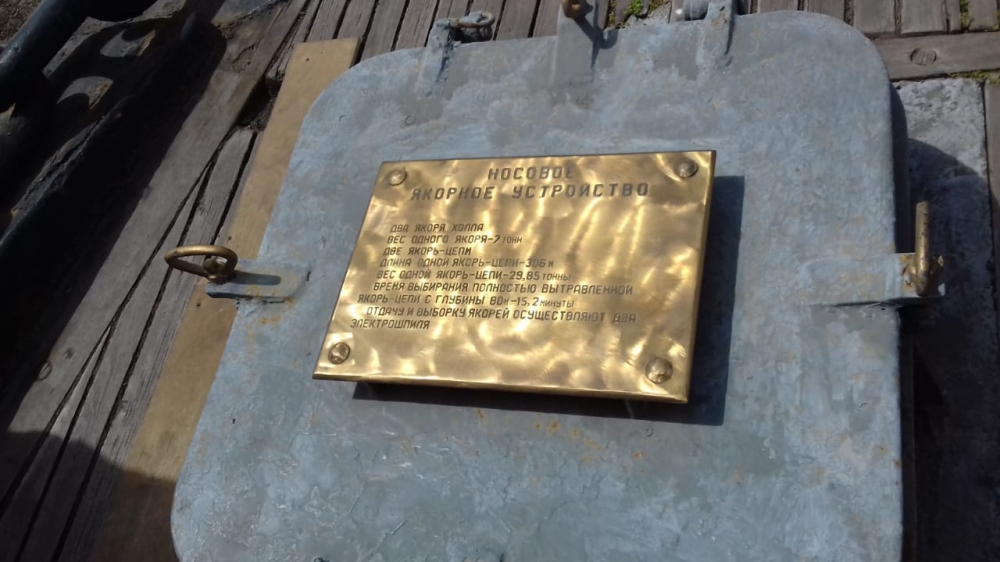 НОСОВОЕ
ЯКОРНОЕ УСТРОЙСТВО
ДВА ЯКОРЯ ХОЛЛА
ВЕС ОДНОГО ЯКОРЯ-7 ТОНН
ДВЕ ЯКОРЬ-ЦЕПИ
ДЛИНА ОДНОЙ ЯКОРЬ-ЦЕПИ-306 М
ВЕС ОДНОЙ ЯКОРЬ-ЦЕПИ-29,85 ТОННЫ
ВРЕМЯ ВЫБИРАНИЯ ПОЛНОСТЬЮ ВЫТРАВЛЕННОЙ
ЯКОРЬ-ЦЕПИ С ГЛУБИНЫ 80М-15,2 МИНУТЫ
ОТДАЧУ И ВЫБОРКУ ЯКОРЕЙ ОСУЩЕСТВЛЯЮТ ДВА
ЭЛЕКТРОШПИЛЯ